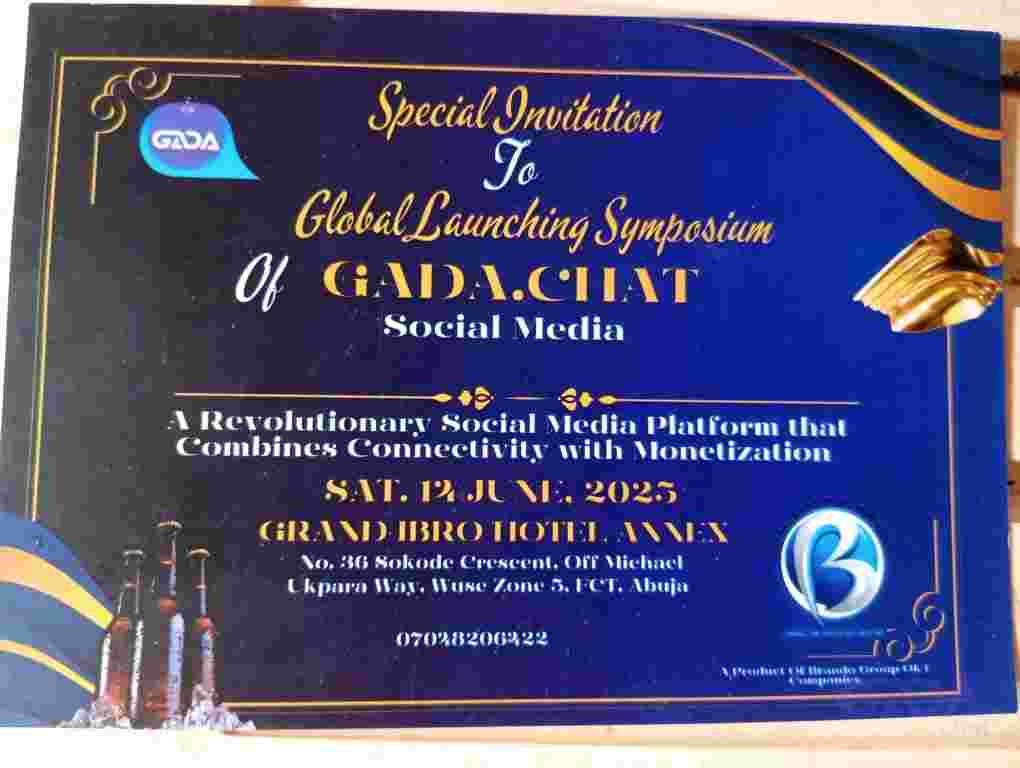 GADA
Special Invitation
To
Global Launching Symposium
Of GADA.CHAT
Social Media
A Revolutionary Social Media Platform that
Combines Connectivity with Monetization
SAT. 14 JUNE, 2025
GRAND IBRO HOTEL ANNEX
No. 36 Sokode Crescent, Off Michael
Ukpara Way, Wuse Zone 5, FCT, Abuja
07048206422
B
A Product Of Brando Group
Companies